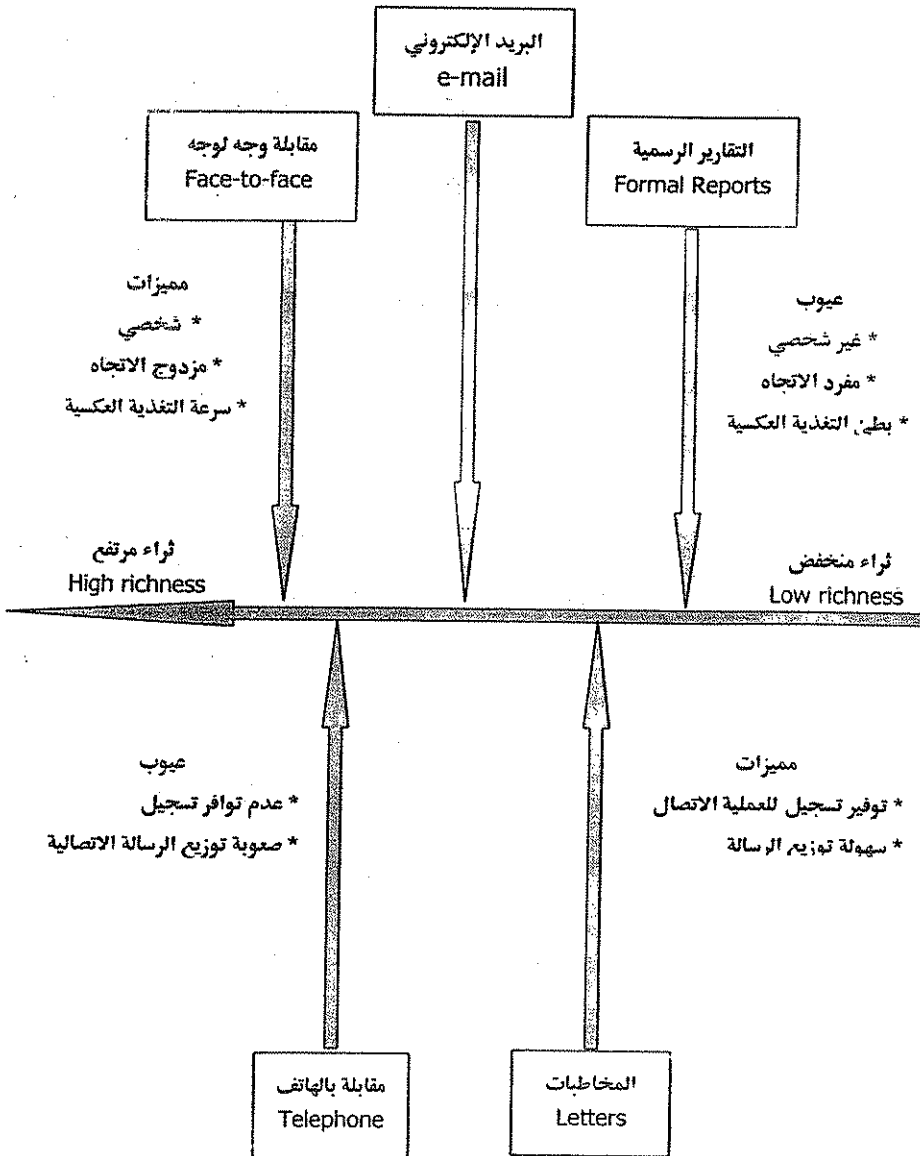 البريد الإلكتروني
e-mail
مقابلة وجه لوجه
Face-to-face
التقارير الرسمية
Formal Reports
مميزات
* شخصي
* مزدوج الاتجاه
* سرعة التغذية العكسية
عيوب
* غير شخصي
* مفرد الاتجاه
* بطئ التغذية العكسية
ثراء مرتفع
High richness
ثراء منخفض
Low richness
عيوب
* عدم توافر تسجيل
* صعوبة توزيع الرسالة الاتصالية
مميزات
* توفير تسجيل للعملية الاتصال
* سهولة توزيع الرسالة
مقابلة بالهاتف
Telephone
المخاطبات
Letters